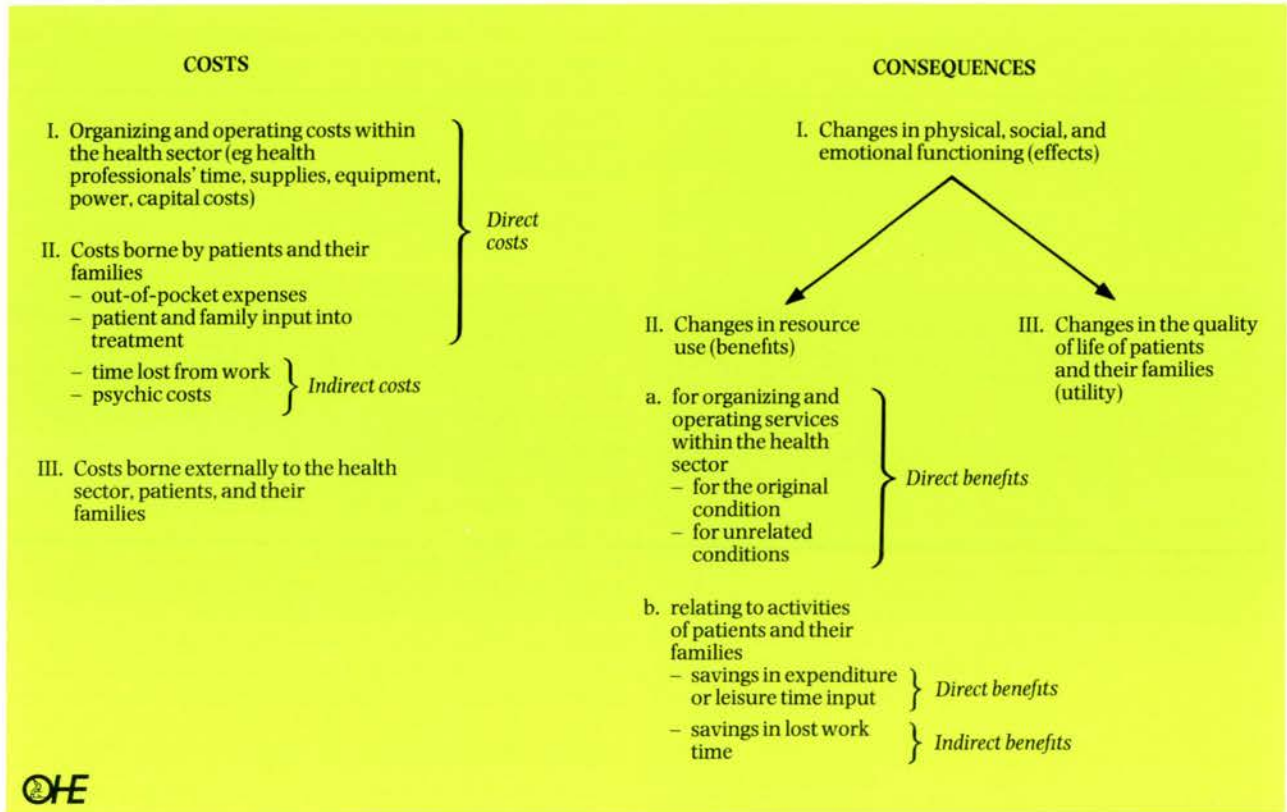 COSTS
I. Organizing and operating costs within
the health sector (eg health
professionals' time, supplies, equipment,
power, capital costs)
Direct
costs
II. Costs borne by patients and their
families
– out-of-pocket expenses
– patient and family input into
treatment
– time lost from work
– psychic costs
Indirect costs
III. Costs borne externally to the health
sector, patients, and their
families
CONSEQUENCES
I. Changes in physical, social, and
emotional functioning (effects)
II. Changes in resource
use (benefits)
a. for organizing and
operating services
within the health
sector
– for the original
condition
– for unrelated
conditions
Direct benefits
b. relating to activities
of patients and their
families
– savings in expenditure
or leisure time input
Direct benefits
– savings in lost work
time
Indirect benefits
III. Changes in the quality
of life of patients
and their families
(utility)
OHE